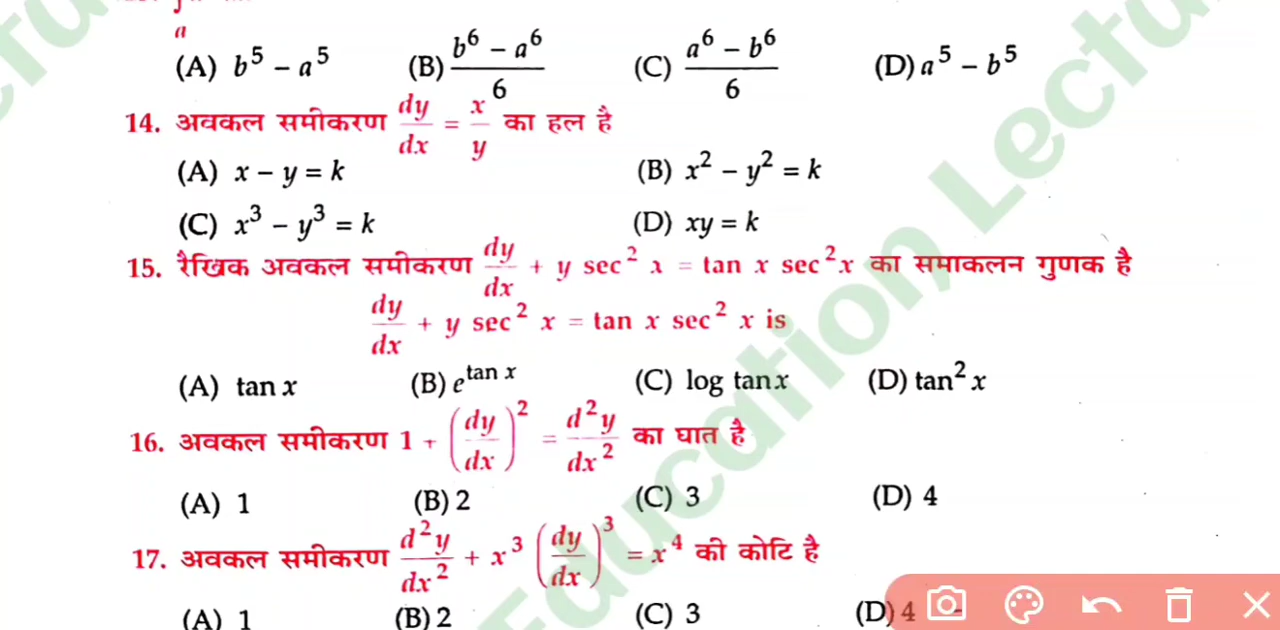 a
(A) b⁵ − a⁵ (B) (b⁶ − a⁶)/6 (C) (a⁶ − b⁶)/6 (D) a⁵ − b⁵
14. अवकल समीकरण dy/dx = x/y का हल है
(A) x − y = k (B) x² − y² = k
(C) x³ − y³ = k (D) xy = k
15. रैखिक अवकल समीकरण dy/dx + y sec² x = tan x sec²x का समाकलन गुणक है
dy/dx + y sec² x = tan x sec² x is
(A) tan x (B) e^(tan x) (C) log tan x (D) tan² x
16. अवकल समीकरण 1 + (dy/dx)² = d²y/dx² का घात है
(A) 1 (B) 2 (C) 3 (D) 4
17. अवकल समीकरण d²y/dx² + x³ (dy/dx)³ = x⁴ की कोटि है
(A) 1 (B) 2 (C) 3 (D) 4
Education Lectur